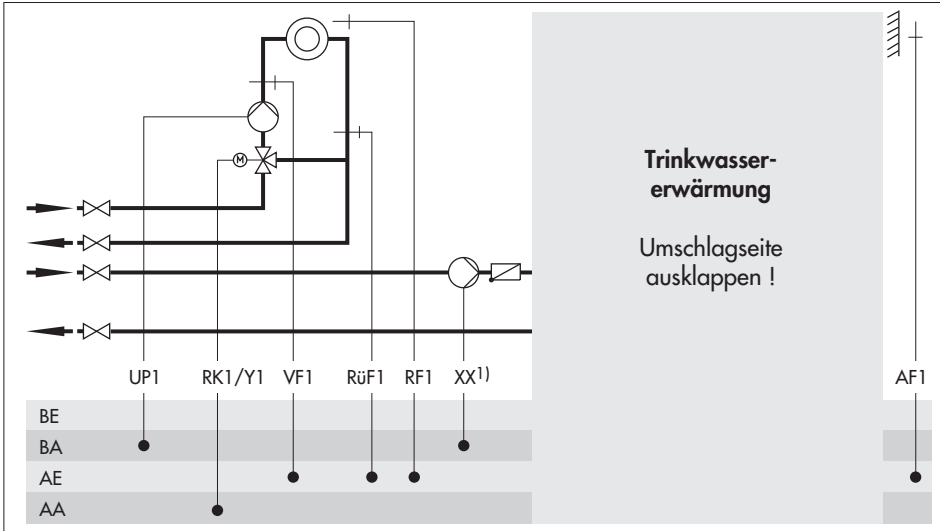 Trinkwasser-
erwärmung
Umschlagseite
ausklappen !
M
UP1 RK1/Y1 VF1 RüF1 RF1 XX1) AF1
BE
BA
AE
AA